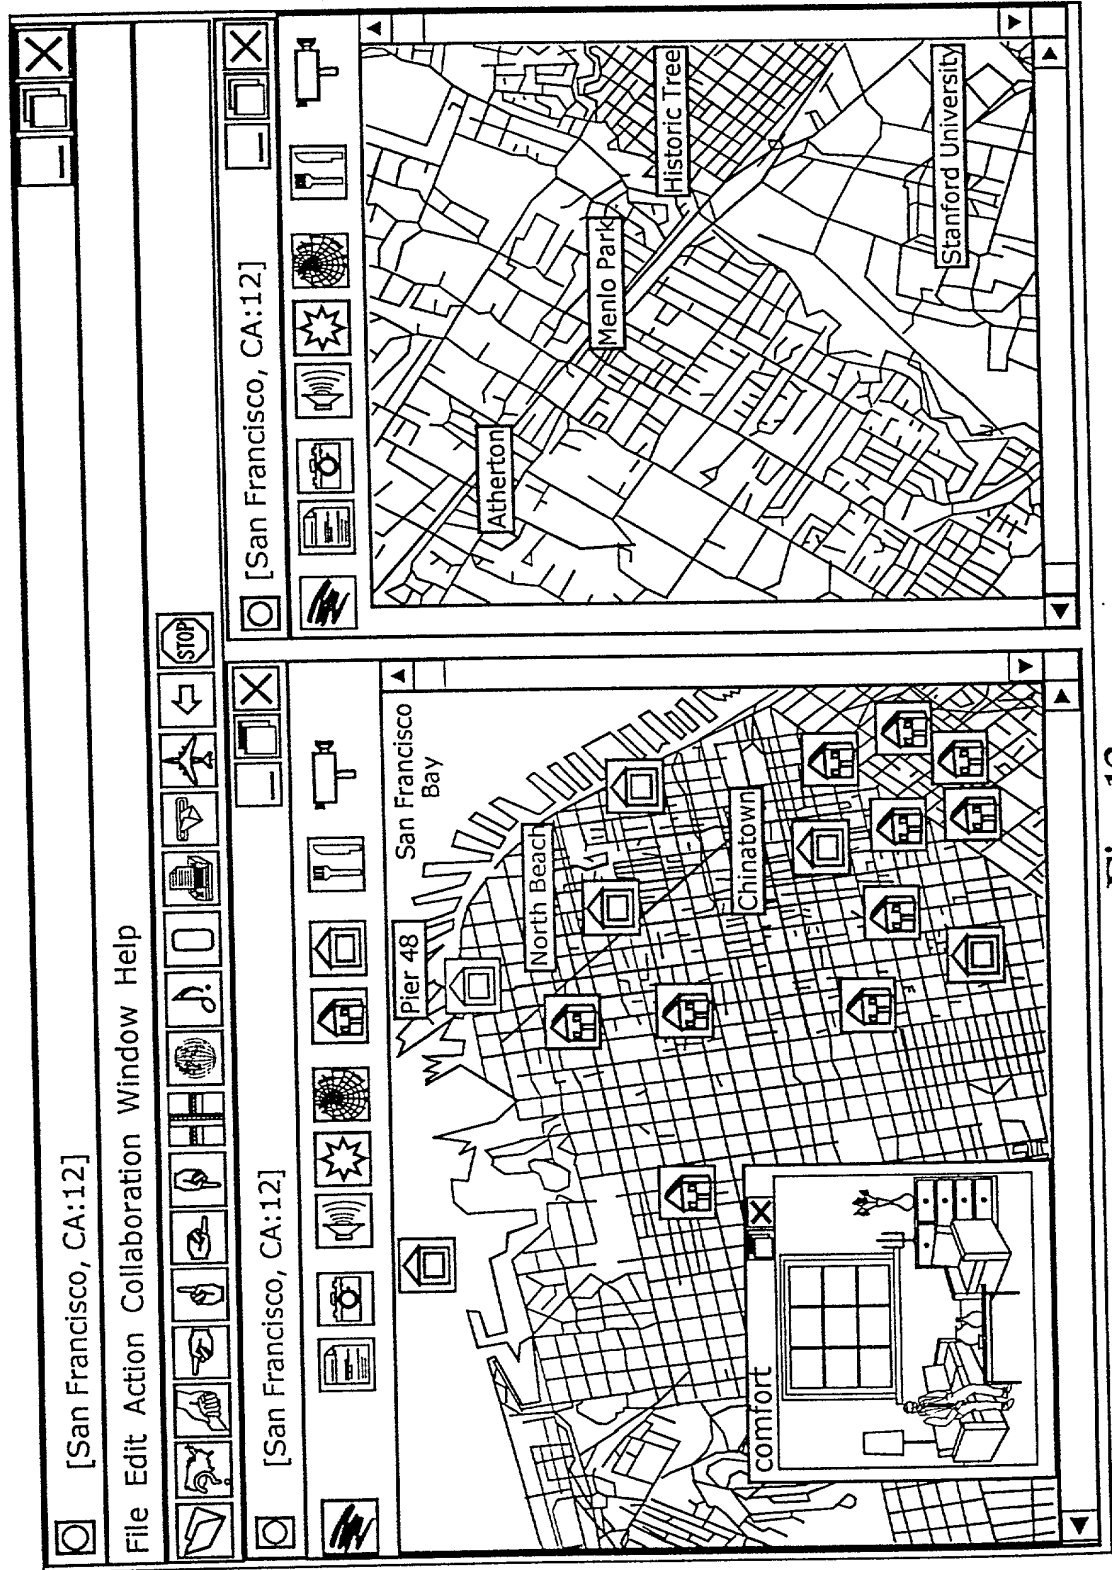 [San Francisco, CA:12]
File Edit Action Collaboration Window Help
STOP
[San Francisco, CA:12]
San Francisco
Bay
Pier 48
North Beach
Chinatown
comfort
[San Francisco, CA:12]
Atherton
Menlo Park
Historic Tree
Stanford University